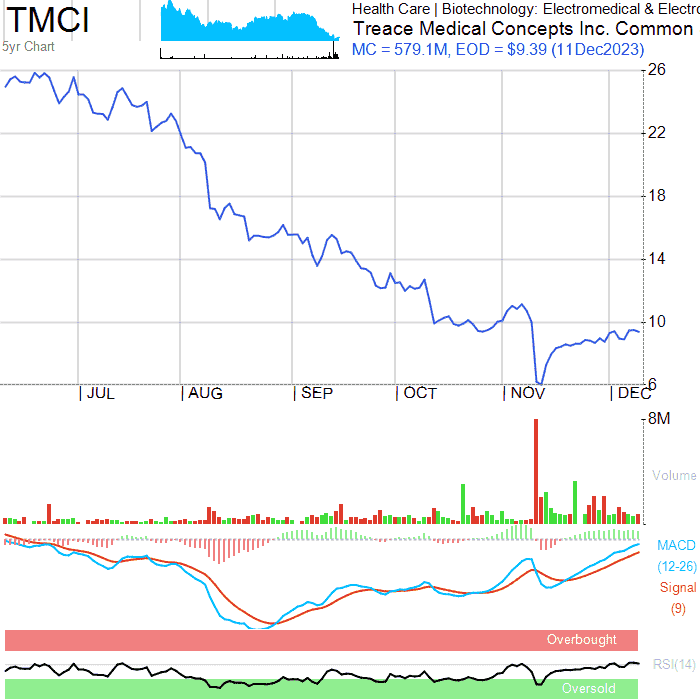 TMCI
5yr Chart
Health Care | Biotechnology: Electromedical & Electro
Treace Medical Concepts Inc. Common
MC = 579.1M, EOD = $9.39 (11Dec2023)
26
22
18
14
10
6
JUL AUG SEP OCT NOV DEC
8M
Volume
MACD
(12-26)
Signal
(9)
Overbought
RSI(14)
Oversold